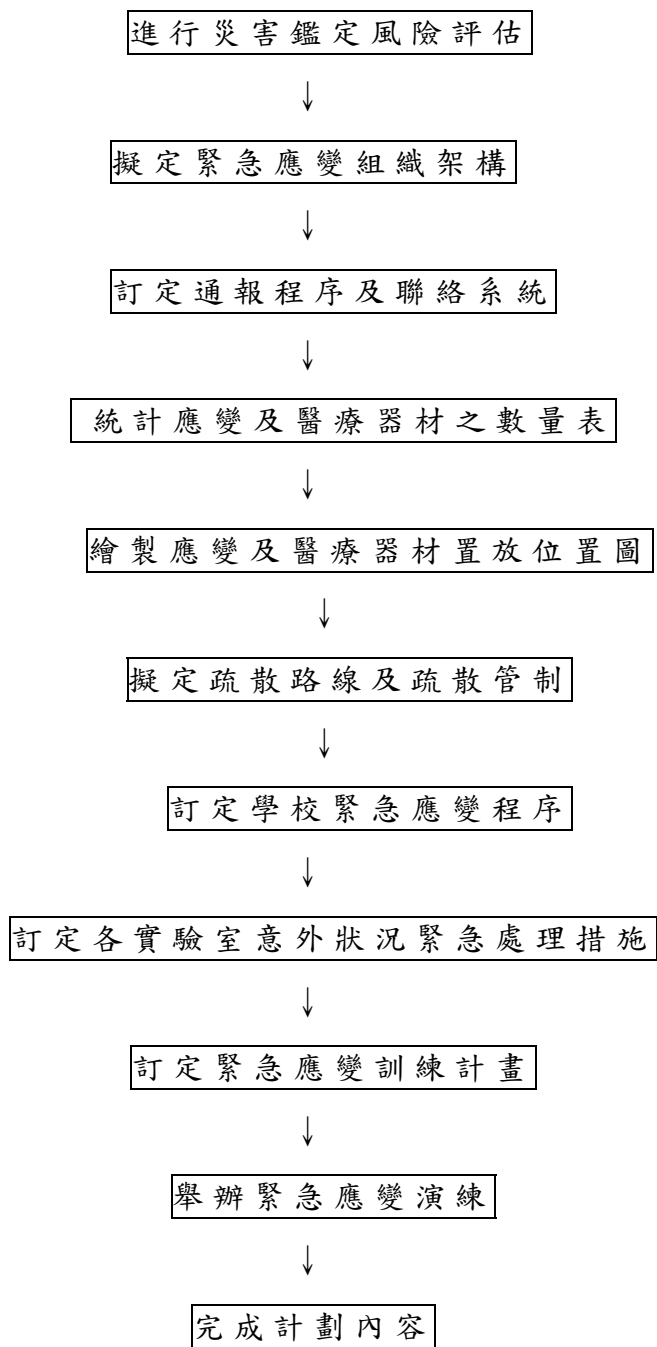 進行災害鑑定風險評估
↓
擬定緊急應變組織架構
↓
訂定通報程序及聯絡系統
↓
統計應變及醫療器材之數量表
↓
繪製應變及醫療器材置放位置圖
↓
擬定疏散路線及疏散管制
↓
訂定學校緊急應變程序
↓
訂定各實驗室意外狀況緊急處理措施
↓
訂定緊急應變訓練計畫
↓
舉辦緊急應變演練
↓
完成計劃內容